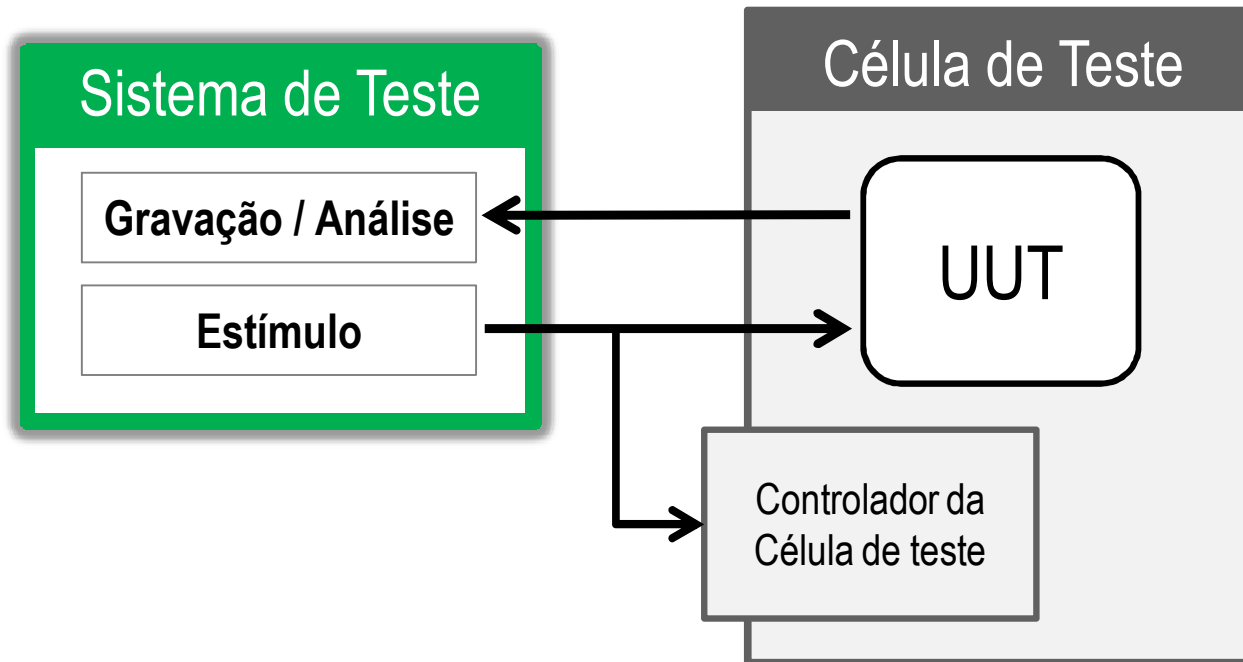 Sistema de Teste
Gravação / Análise
Estímulo
Célula de Teste
UUT
Controlador da
Célula de teste